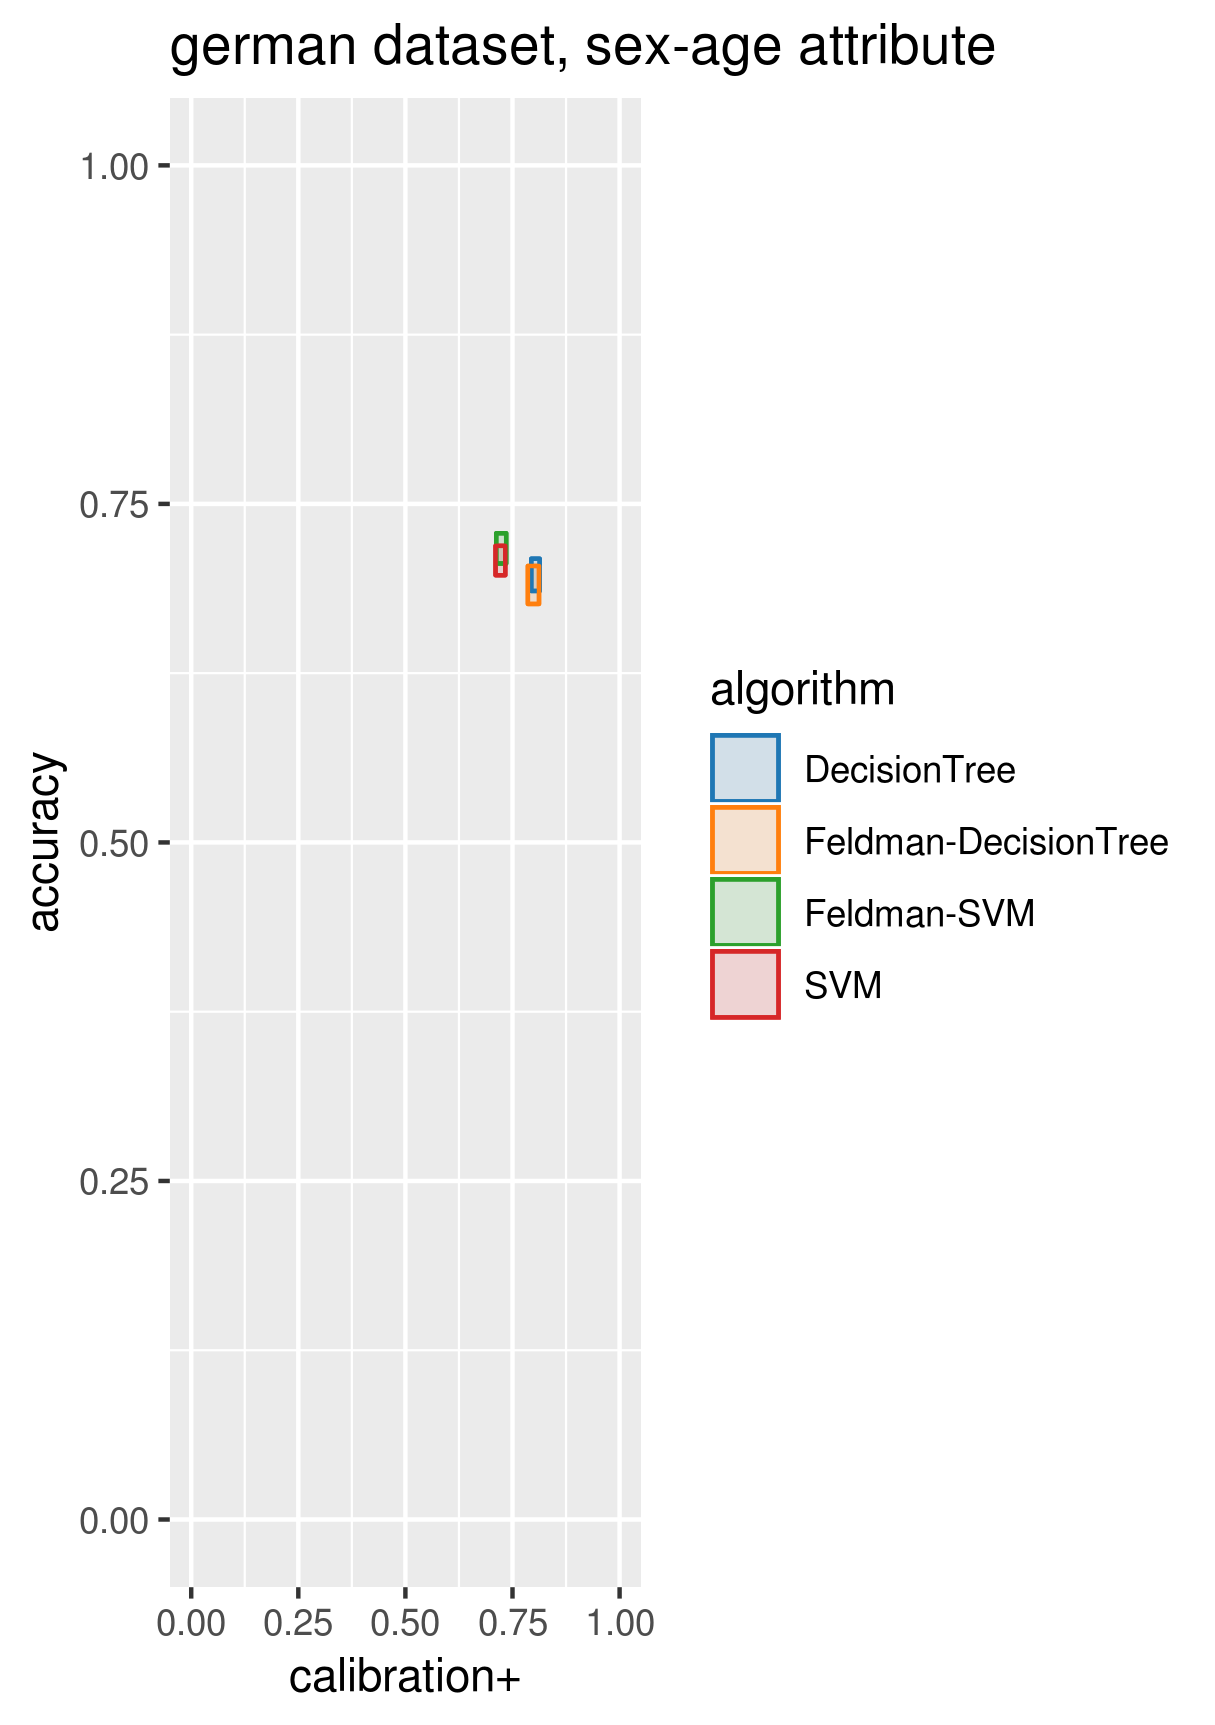 german dataset, sex-age attribute
1.00
0.75
0.50
0.25
0.00
accuracy
0.00 0.25 0.50 0.75 1.00
calibration+
algorithm
DecisionTree
Feldman-DecisionTree
Feldman-SVM
SVM